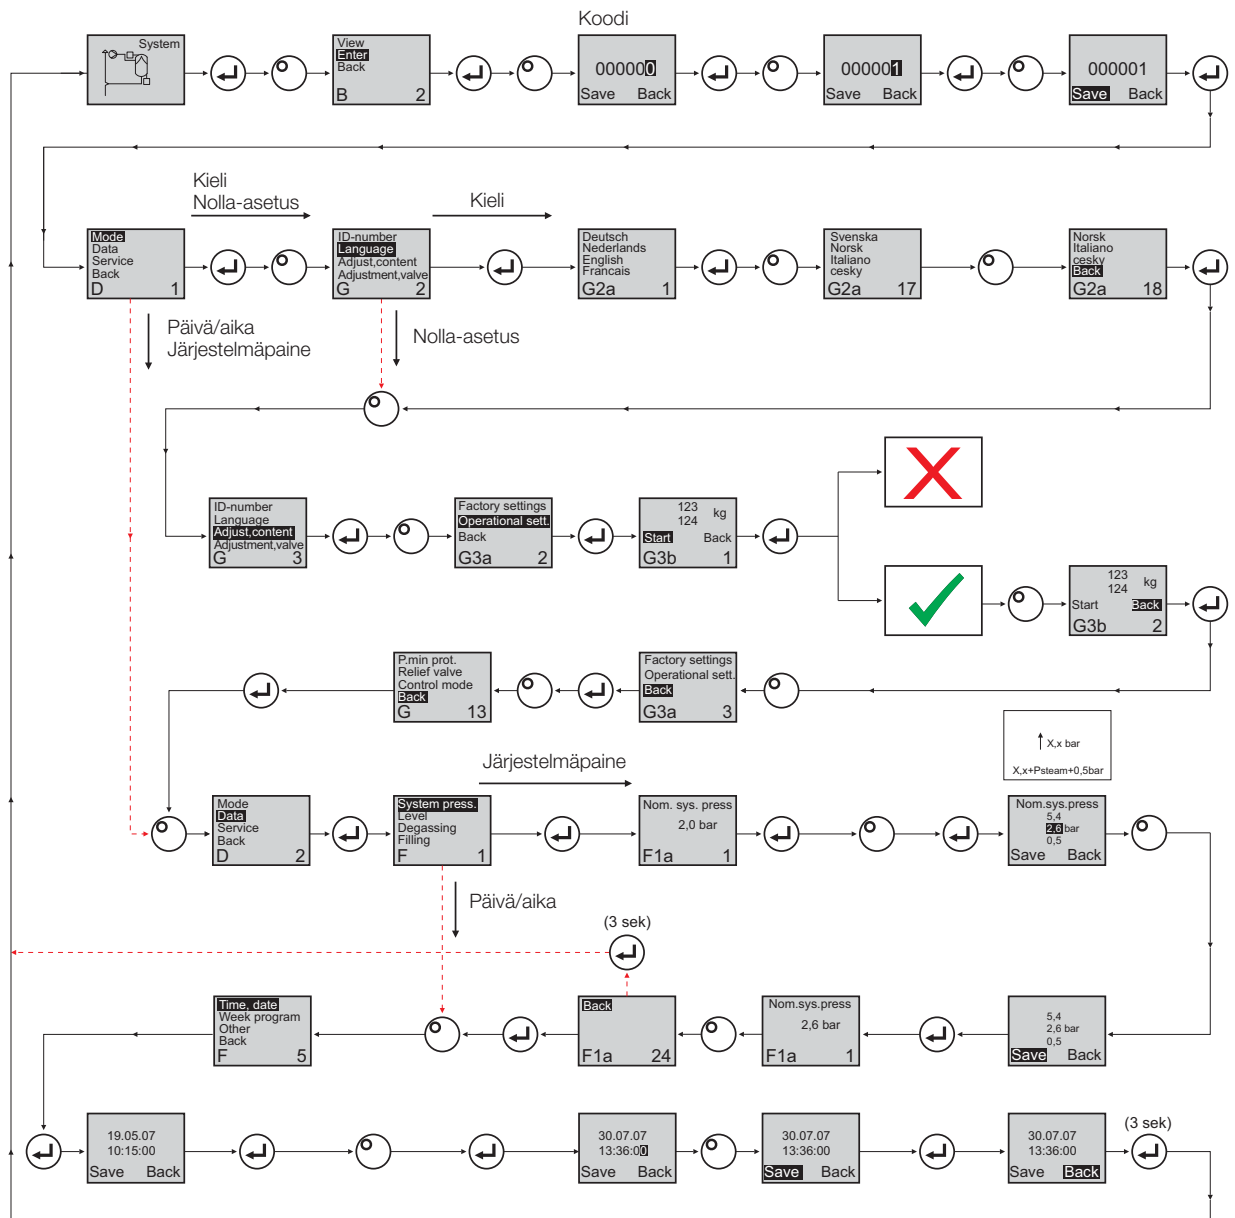 Koodi
System
View
Enter
Back
B 2
000000
Save Back
000001
Save Back
000001
Save Back
Kieli
Nolla-asetus
Kieli
Mode
Data
Service
Back
D 1
ID-number
Language
Adjust,content
Adjustment,valve
G 2
Deutsch
Nederlands
English
Francais
G2a 1
Svenska
Norsk
Italiano
cesky
G2a 17
Norsk
Italiano
cesky
Back
G2a 18
Päivä/aika
Järjestelmäpaine
Nolla-asetus
ID-number
Language
Adjust,content
Adjustment,valve
G 3
Factory settings
Operational sett.
Back
G3a 2
123
124 kg
Start Back
G3b 1
123
124 kg
Start Back
G3b 2
P.min prot.
Relief valve
Control mode
Back
G 13
Factory settings
Operational sett.
Back
G3a 3
X,x bar
X,x+Psteam+0,5bar
Järjestelmäpaine
Mode
Data
Service
Back
D 2
System press.
Level
Degassing
Filling
F 1
Nom. sys. press
2,0 bar
F1a 1
Nom.sys.press
5,4
2,6 bar
0,5
Save Back
Päivä/aika
(3 sek)
Time, date
Week program
Other
Back
F 5
Back
F1a 24
Nom.sys.press
2,6 bar
F1a 1
5,4
2,6 bar
0,5
Save Back
19.05.07
10:15:00
Save Back
30.07.07
13:36:00
Save Back
30.07.07
13:36:00
Save Back
30.07.07
13:36:00
Save Back
(3 sek)